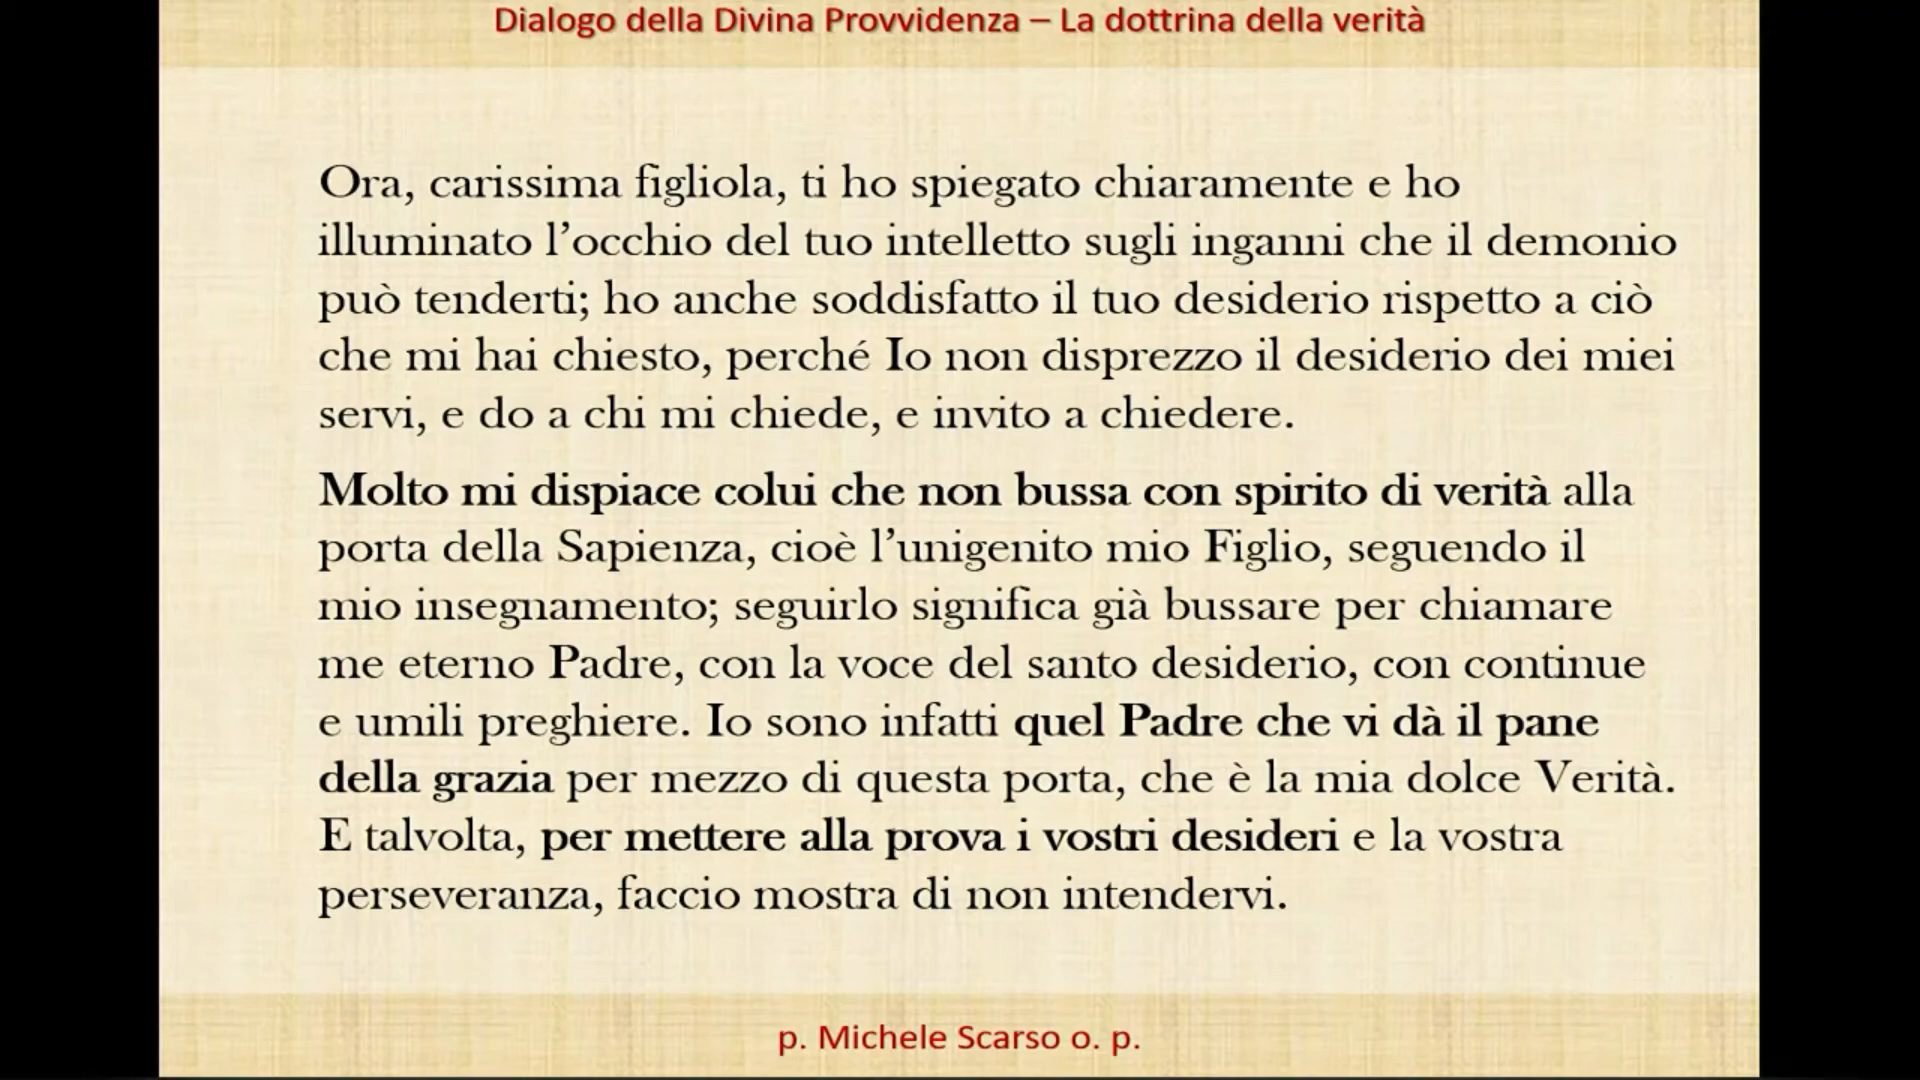 Dialogo della Divina Provvidenza – La dottrina della verità
Ora, carissima figliola, ti ho spiegato chiaramente e ho
illuminato l’occhio del tuo intelletto sugli inganni che il demonio
può tenderti; ho anche soddisfatto il tuo desiderio rispetto a ciò
che mi hai chiesto, perché Io non disprezzo il desiderio dei miei
servi, e do a chi mi chiede, e invito a chiedere.
Molto mi dispiace colui che non bussa con spirito di verità alla
porta della Sapienza, cioè l’unigenito mio Figlio, seguendo il
mio insegnamento; seguirlo significa già bussare per chiamare
me eterno Padre, con la voce del santo desiderio, con continue
e umili preghiere. Io sono infatti quel Padre che vi dà il pane
della grazia per mezzo di questa porta, che è la mia dolce Verità.
E talvolta, per mettere alla prova i vostri desideri e la vostra
perseveranza, faccio mostra di non intendervi.
p. Michele Scarso o. p.